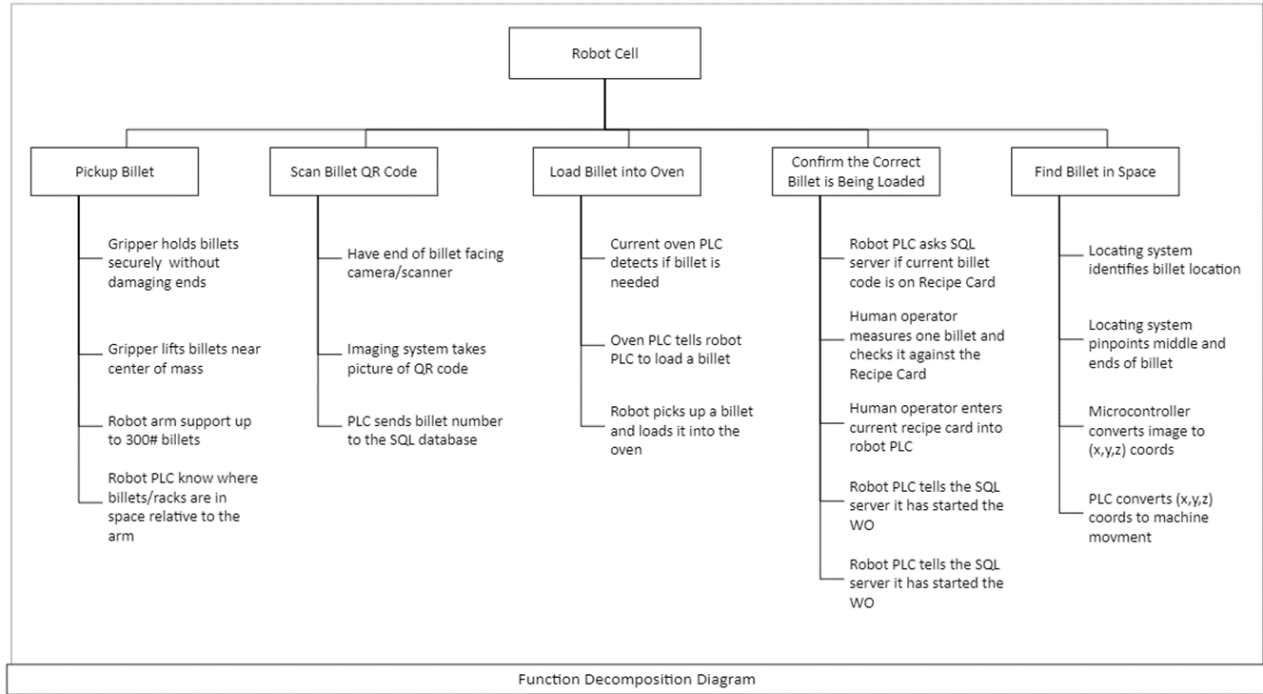 Robot Cell
Pickup Billet
Scan Billet QR Code
Load Billet into Oven
Confirm the Correct
Billet is Being Loaded
Find Billet in Space
Gripper holds billets
securely without
damaging ends
Gripper lifts billets near
center of mass
Robot arm support up
to 300# billets
Robot PLC know where
billets/racks are in
space relative to the
arm
Have end of billet facing
camera/scanner
Imaging system takes
picture of QR code
PLC sends billet number
to the SQL database
Current oven PLC
detects if billet is
needed
Oven PLC tells robot
PLC to load a billet
Robot picks up a billet
and loads it into the
oven
Robot PLC asks SQL
server if current billet
code is on Recipe Card
Human operator
measures one billet and
checks it against the
Recipe Card
Human operator enters
current recipe card into
robot PLC
Robot PLC tells the SQL
server it has started the
WO
Robot PLC tells the SQL
server it has started the
WO
Locating system
identifies billet location
Locating system
pinpoints middle and
ends of billet
Microcontroller
converts image to
(x,y,z) coords
PLC converts (x,y,z)
coords to machine
movment
Function Decomposition Diagram